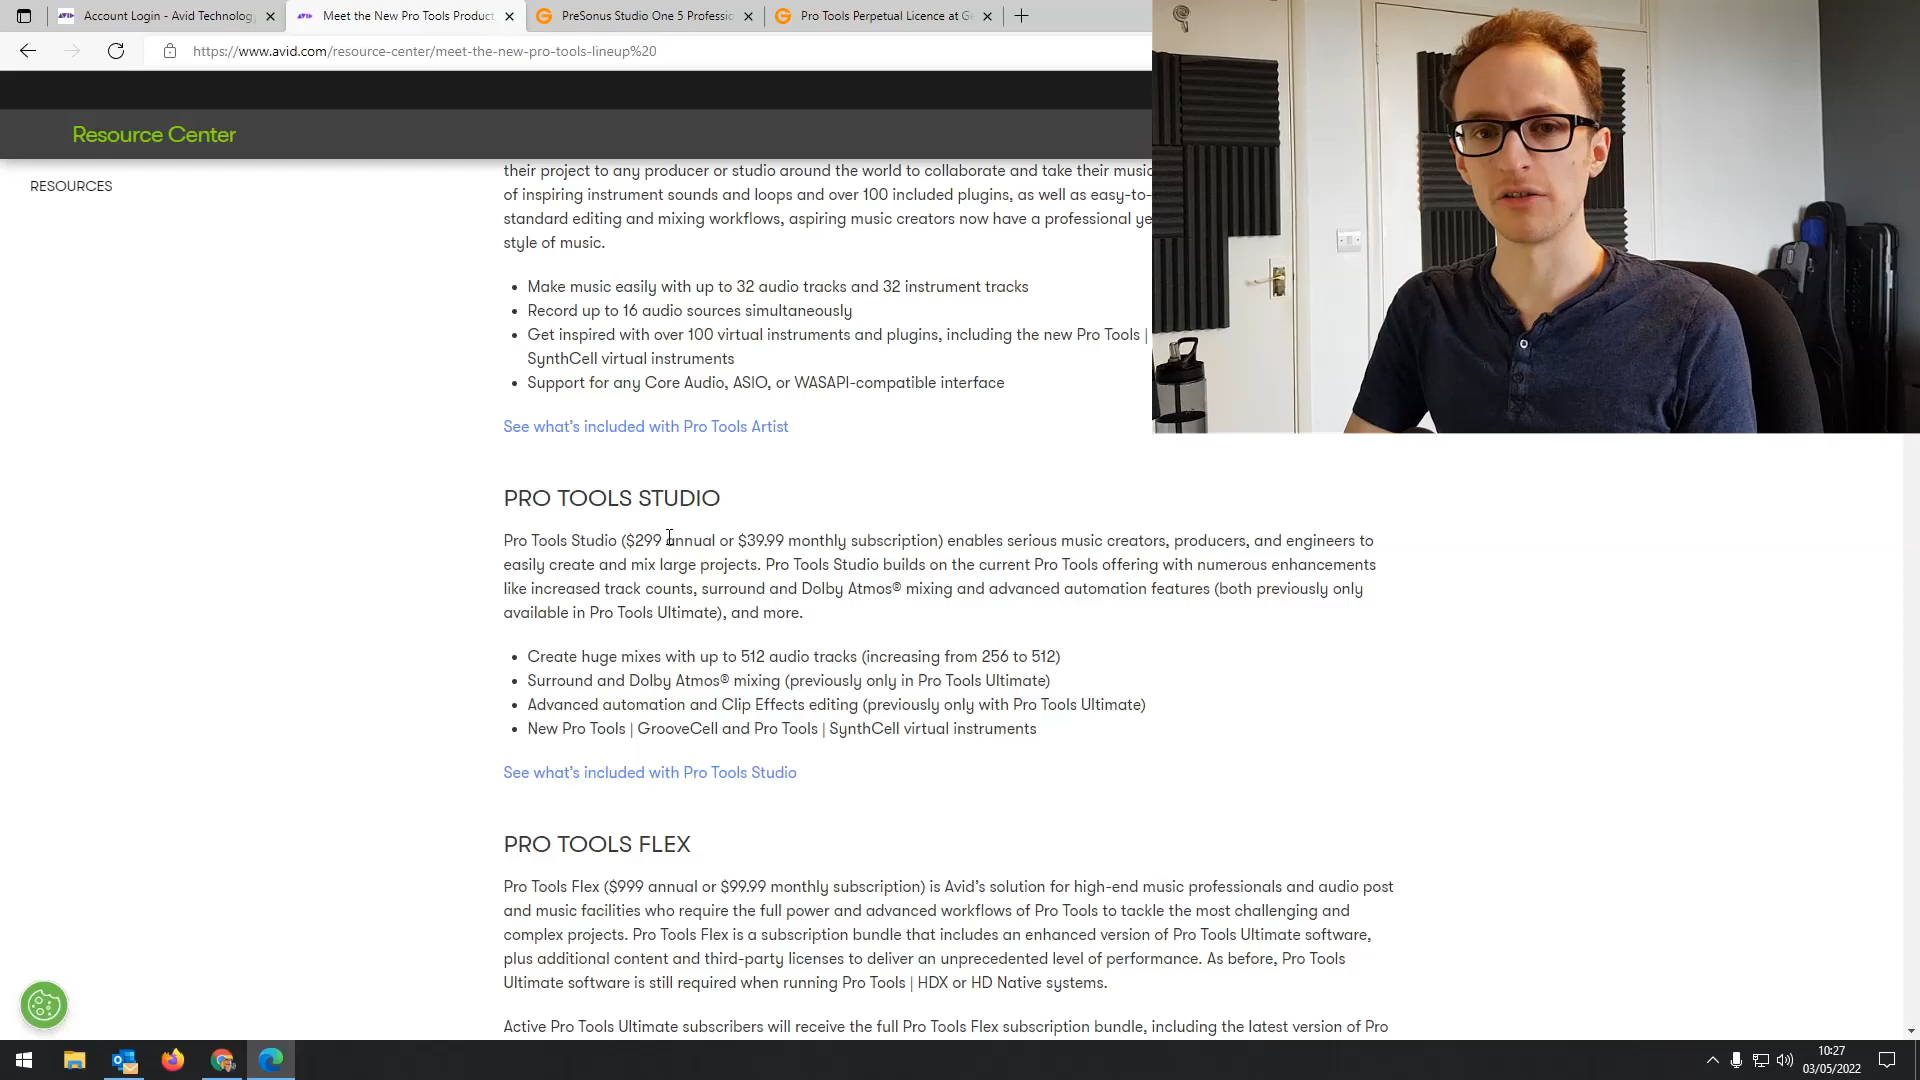 Account Login - Avid Technology
Meet the New Pro Tools Product
PreSonus Studio One 5 Professio
Pro Tools Perpetual Licence at G
https://www.avid.com/resource-center/meet-the-new-pro-tools-lineup%20
Resource Center
RESOURCES
their project to any producer or studio around the world to collaborate and take their music
of inspiring instrument sounds and loops and over 100 included plugins, as well as easy-to-
standard editing and mixing workflows, aspiring music creators now have a professional ye
style of music.
• Make music easily with up to 32 audio tracks and 32 instrument tracks
• Record up to 16 audio sources simultaneously
• Get inspired with over 100 virtual instruments and plugins, including the new Pro Tools |
SynthCell virtual instruments
• Support for any Core Audio, ASIO, or WASAPI-compatible interface
See what's included with Pro Tools Artist
PRO TOOLS STUDIO
Pro Tools Studio ($299 annual or $39.99 monthly subscription) enables serious music creators, producers, and engineers to
easily create and mix large projects. Pro Tools Studio builds on the current Pro Tools offering with numerous enhancements
like increased track counts, surround and Dolby Atmos® mixing and advanced automation features (both previously only
available in Pro Tools Ultimate), and more.
• Create huge mixes with up to 512 audio tracks (increasing from 256 to 512)
• Surround and Dolby Atmos® mixing (previously only in Pro Tools Ultimate)
• Advanced automation and Clip Effects editing (previously only with Pro Tools Ultimate)
• New Pro Tools | GrooveCell and Pro Tools | SynthCell virtual instruments
See what's included with Pro Tools Studio
PRO TOOLS FLEX
Pro Tools Flex ($999 annual or $99.99 monthly subscription) is Avid's solution for high-end music professionals and audio post
and music facilities who require the full power and advanced workflows of Pro Tools to tackle the most challenging and
complex projects. Pro Tools Flex is a subscription bundle that includes an enhanced version of Pro Tools Ultimate software,
plus additional content and third-party licenses to deliver an unprecedented level of performance. As before, Pro Tools
Ultimate software is still required when running Pro Tools | HDX or HD Native systems.
Active Pro Tools Ultimate subscribers will receive the full Pro Tools Flex subscription bundle, including the latest version of Pro
10:27
03/05/2022